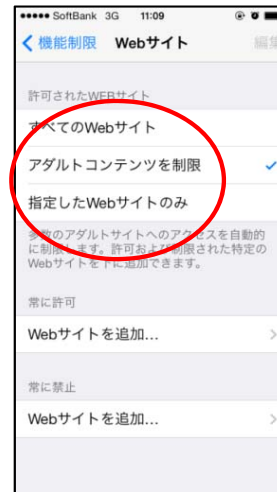 SoftBank 3G 11:09
機能制限 Webサイト 編集
許可されたWEBサイト
すべてのWebサイト
アダルトコンテンツを制限
指定したWebサイトのみ
多数のアダルトサイトへのアクセスを自動的
に制限します。許可および制限された特定の
Webサイトを下に追加できます。
常に許可
Webサイトを追加...
常に禁止
Webサイトを追加...